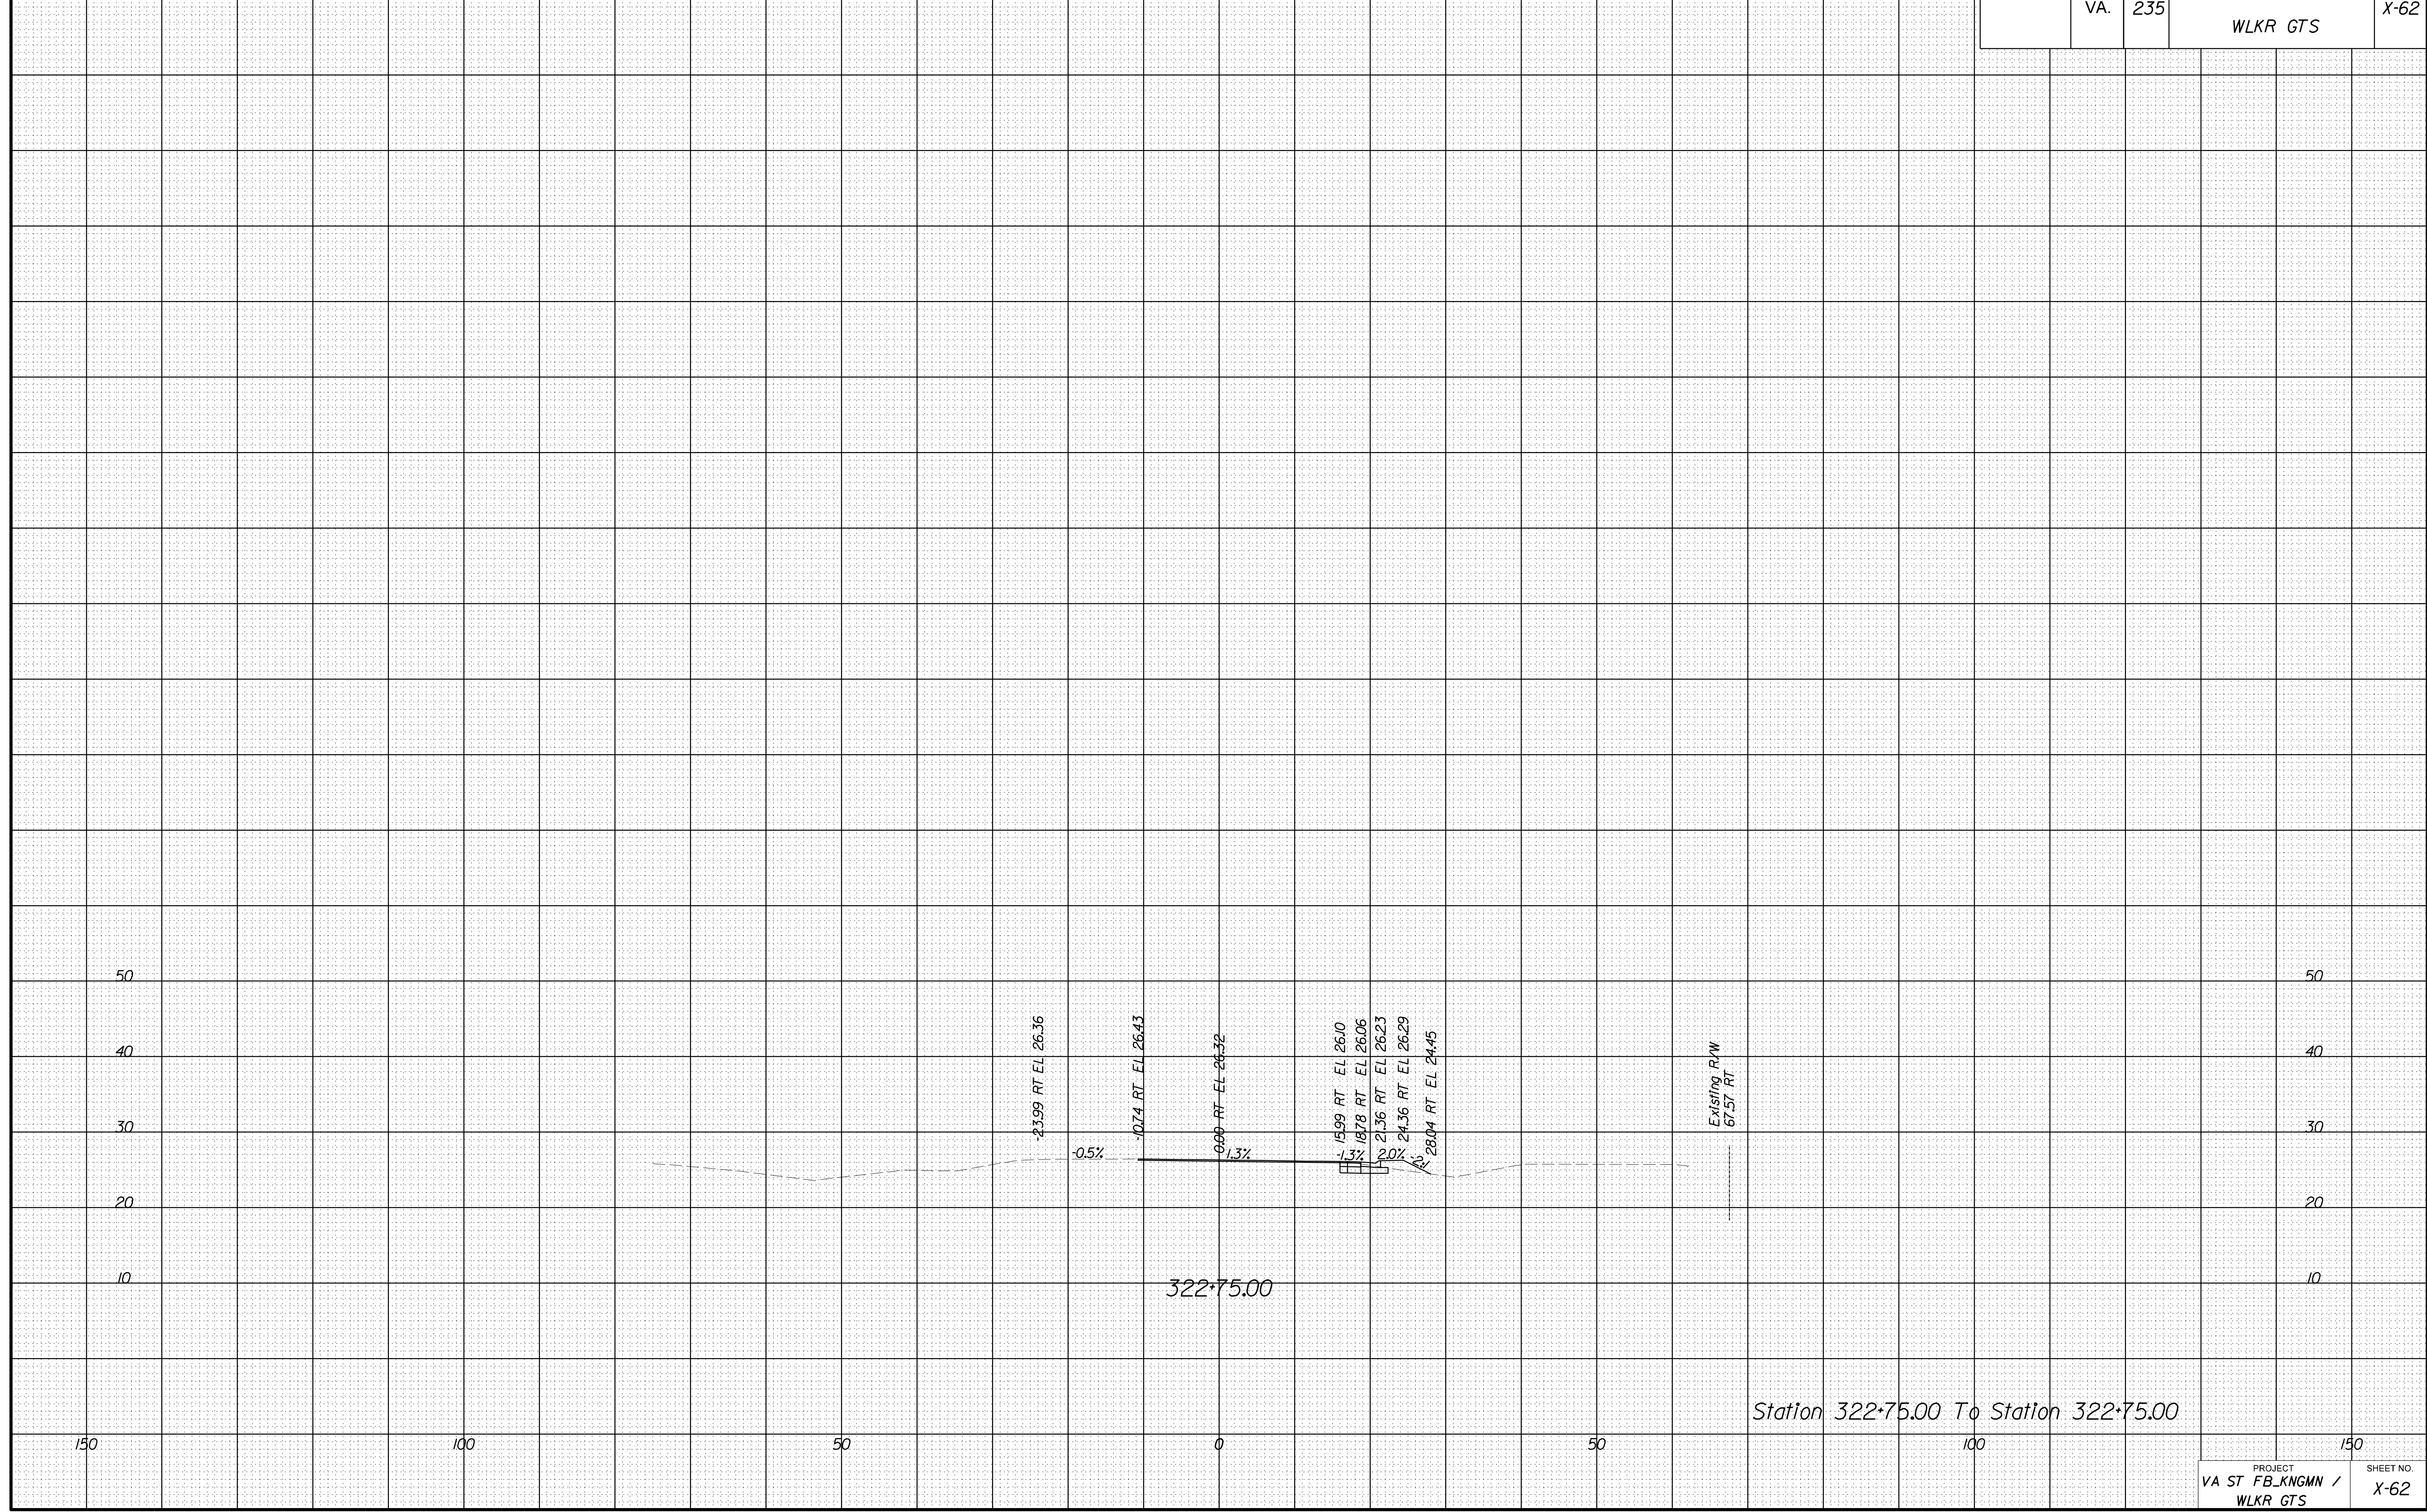 VA. 235 WLKR GTS X-62
50 50
40 40
30 30
20 20
10 10
-23.99 RT EL 26.36
-10.74 RT EL 26.43
0.00 RT EL 26.32
15.99 RT EL 26.10
18.78 RT EL 26.06
21.36 RT EL 26.23
24.36 RT EL 26.29
28.04 RT EL 24.45
Existing R/W
67.57 RT
-0.5% 1.3% -1.3% 2.0% -2:1
322+75.00
Station 322+75.00 To Station 322+75.00
150 100 50 0 50 100 150
PROJECT
VA ST FB_KNGMN /
WLKR GTS
SHEET NO.
X-62